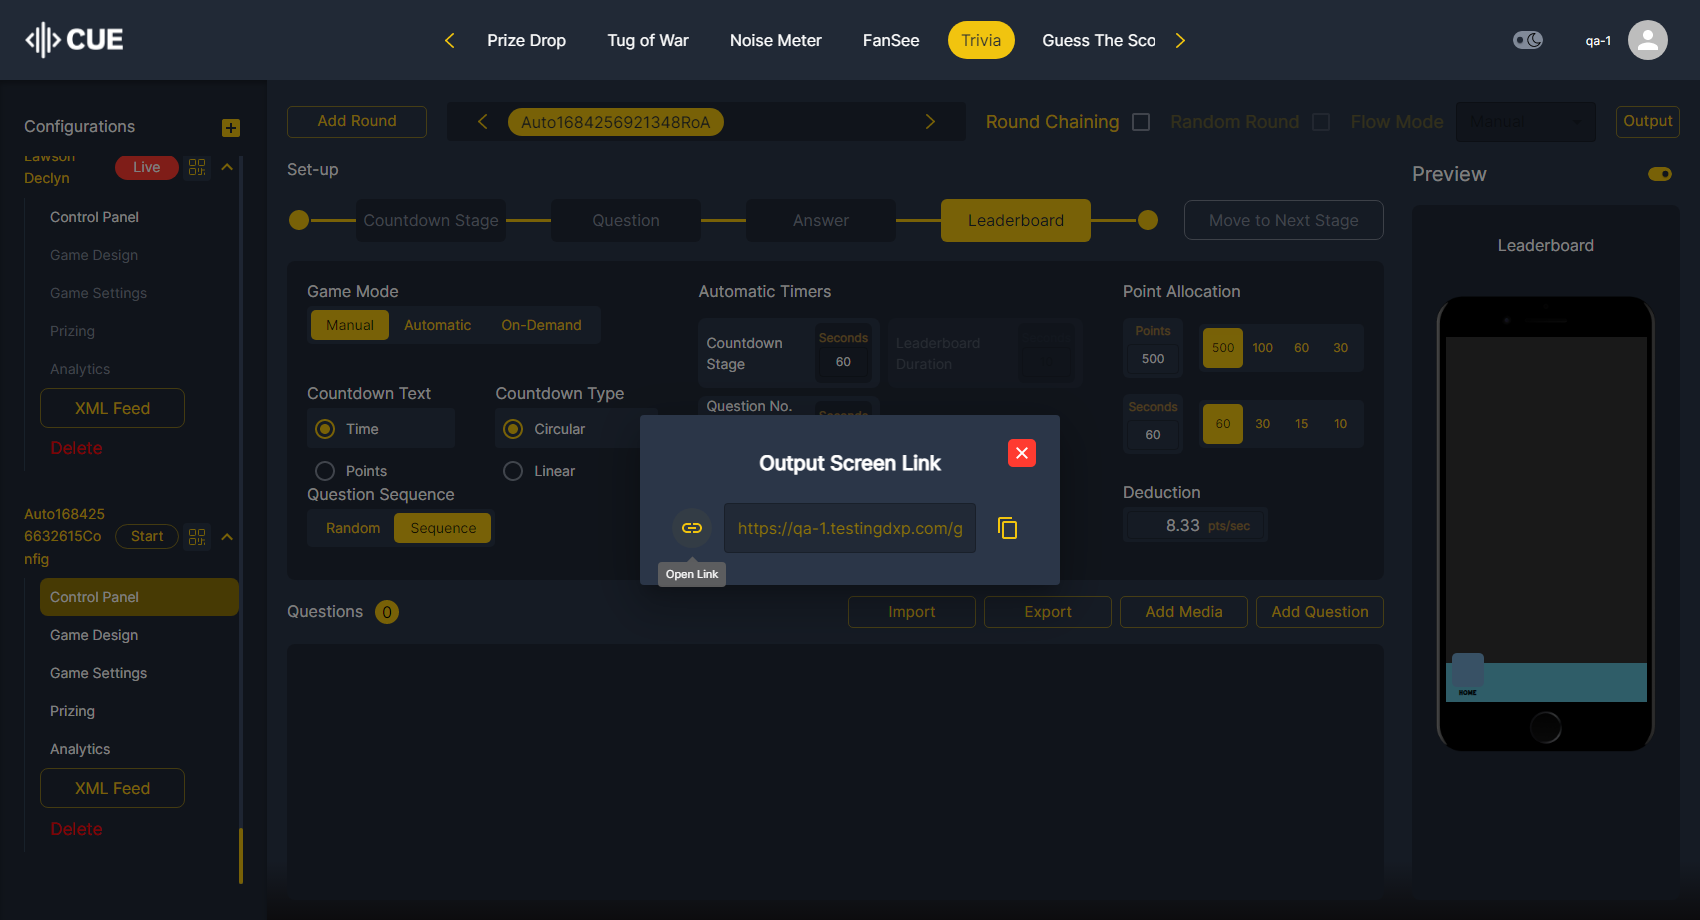 CUE
Prize Drop
Tug of War
Noise Meter
FanSee
Trivia
Guess The Sco
qa-1
Configurations
Lawson
Declyn
Live
Control Panel
Game Design
Game Settings
Prizing
Analytics
XML Feed
Delete
Auto168425
6632615Co
nfig
Start
Control Panel
Game Design
Game Settings
Prizing
Analytics
XML Feed
Delete
Add Round
Auto1684256921348RoA
Round Chaining
Random Round
Flow Mode
Manual
Output
Set-up
Countdown Stage
Question
Answer
Leaderboard
Move to Next Stage
Game Mode
Manual
Automatic
On-Demand
Countdown Text
Time
Points
Countdown Type
Circular
Linear
Question Sequence
Random
Sequence
Automatic Timers
Countdown
Stage
Seconds
60
Leaderboard
Duration
Question No.
Seconds
Point Allocation
Points
500
500
100
60
30
Seconds
60
60
30
15
10
Deduction
8.33 pts/sec
Output Screen Link
https://qa-1.testingdxp.com/g
Open Link
Questions
0
Import
Export
Add Media
Add Question
Preview
Leaderboard
HOME